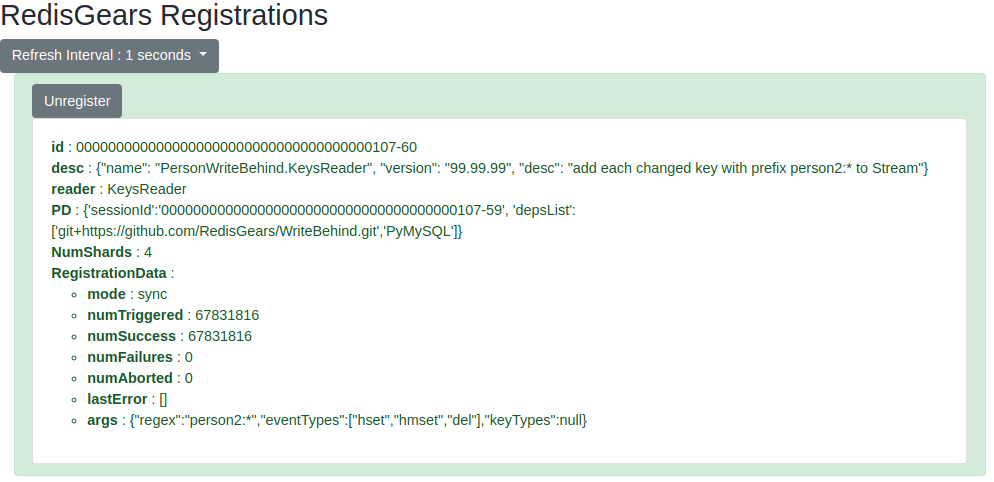 RedisGears Registrations
Refresh Interval : 1 seconds
Unregister
id : 0000000000000000000000000000000000000107-60
desc : {"name": "PersonWriteBehind.KeysReader", "version": "99.99.99", "desc": "add each changed key with prefix person2:* to Stream"}
reader : KeysReader
PD : {'sessionId':'0000000000000000000000000000000000000107-59', 'depsList':
['git+https://github.com/RedisGears/WriteBehind.git','PyMySQL']}
NumShards : 4
RegistrationData :
mode : sync
numTriggered : 67831816
numSuccess : 67831816
numFailures : 0
numAborted : 0
lastError : []
args : {"regex":"person2:*","eventTypes":["hset","hmset","del"],"keyTypes":null}